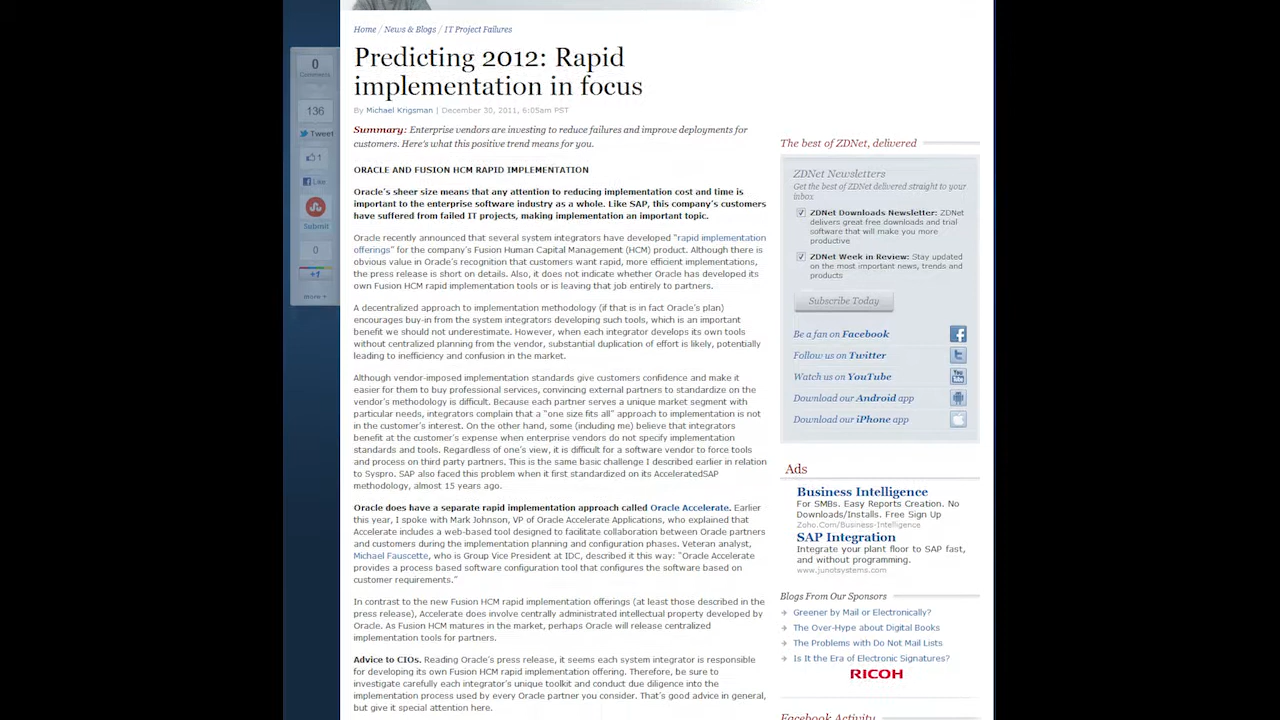 Home / News & Blogs / IT Project Failures
Predicting 2012: Rapid
implementation in focus
By Michael Krigsman | December 30, 2011, 6:05am PST
Summary: Enterprise vendors are investing to reduce failures and improve deployments for
customers. Here's what this positive trend means for you.
ORACLE AND FUSION HCM RAPID IMPLEMENTATION
Oracle's sheer size means that any attention to reducing implementation cost and time is
important to the enterprise software industry as a whole. Like SAP, this company's customers
have suffered from failed IT projects, making implementation an important topic.
Oracle recently announced that several system integrators have developed "rapid implementation
offerings" for the company's Fusion Human Capital Management (HCM) product. Although there is
obvious value in Oracle's recognition that customers want rapid, more efficient implementations,
the press release is short on details. Also, it does not indicate whether Oracle has developed its
own Fusion HCM rapid implementation tools or is leaving that job entirely to partners.
A decentralized approach to implementation methodology (if that is in fact Oracle's plan)
encourages buy-in from the system integrators developing such tools, which is an important
benefit we should not underestimate. However, when each integrator develops its own tools
without centralized planning from the vendor, substantial duplication of effort is likely, potentially
leading to inefficiency and confusion in the market.
Although vendor-imposed implementation standards give customers confidence and make it
easier for them to buy professional services, convincing external partners to standardize on the
vendor's methodology is difficult. Because each partner serves a unique market segment with
particular needs, integrators complain that a "one size fits all" approach to implementation is not
in the customer's interest. On the other hand, some (including me) believe that integrators
benefit at the customer's expense when enterprise vendors do not specify implementation
standards and tools. Regardless of one's view, it is difficult for a software vendor to force tools
and process on third party partners. This is the same basic challenge I described earlier in relation
to Syspro. SAP also faced this problem when it first standardized on its AcceleratedSAP
methodology, almost 15 years ago.
Oracle does have a separate rapid implementation approach called Oracle Accelerate. Earlier
this year, I spoke with Mark Johnson, VP of Oracle Accelerate Applications, who explained that
Accelerate includes a web-based tool designed to facilitate collaboration between Oracle partners
and customers during the implementation planning and configuration phases. Veteran analyst,
Michael Fauscette, who is Group Vice President at IDC, described it this way: "Oracle Accelerate
provides a process based software configuration tool that configures the software based on
customer requirements."
In contrast to the new Fusion HCM rapid implementation offerings (at least those described in the
press release), Accelerate does involve centrally administrated intellectual property developed by
Oracle. As Fusion HCM matures in the market, perhaps Oracle will release centralized
implementation tools for partners.
Advice to CIOs. Reading Oracle's press release, it seems each system integrator is responsible
for developing its own Fusion HCM rapid implementation offering. Therefore, be sure to
investigate carefully each integrator's unique toolkit and conduct due diligence into the
implementation process used by every Oracle partner you consider. That's good advice in general,
but give it special attention here.
0
Comments
136
Tweet
1
Like
Submit
0
+1
more
The best of ZDNet, delivered
ZDNet Newsletters
Get the best of ZDNet delivered straight to your
inbox
ZDNet Downloads Newsletter: ZDNet
delivers great free downloads and trial
software that will make you more
productive
ZDNet Week in Review: Stay updated
on the most important news, trends and
products
Subscribe Today
Be a fan on Facebook
Follow us on Twitter
Watch us on YouTube
Download our Android app
Download our iPhone app
Ads
Business Intelligence
For SMBs. Easy Reports Creation. No
Downloads/Installs. Free Sign Up
Zoho.Com/Business-Intelligence
SAP Integration
Integrate your plant floor to SAP fast,
and without programming.
www.junotsystems.com
Blogs From Our Sponsors
Greener by Mail or Electronically?
The Over-Hype about Digital Books
The Problems with Do Not Mail Lists
Is It the Era of Electronic Signatures?
RICOH
Facebook Activity